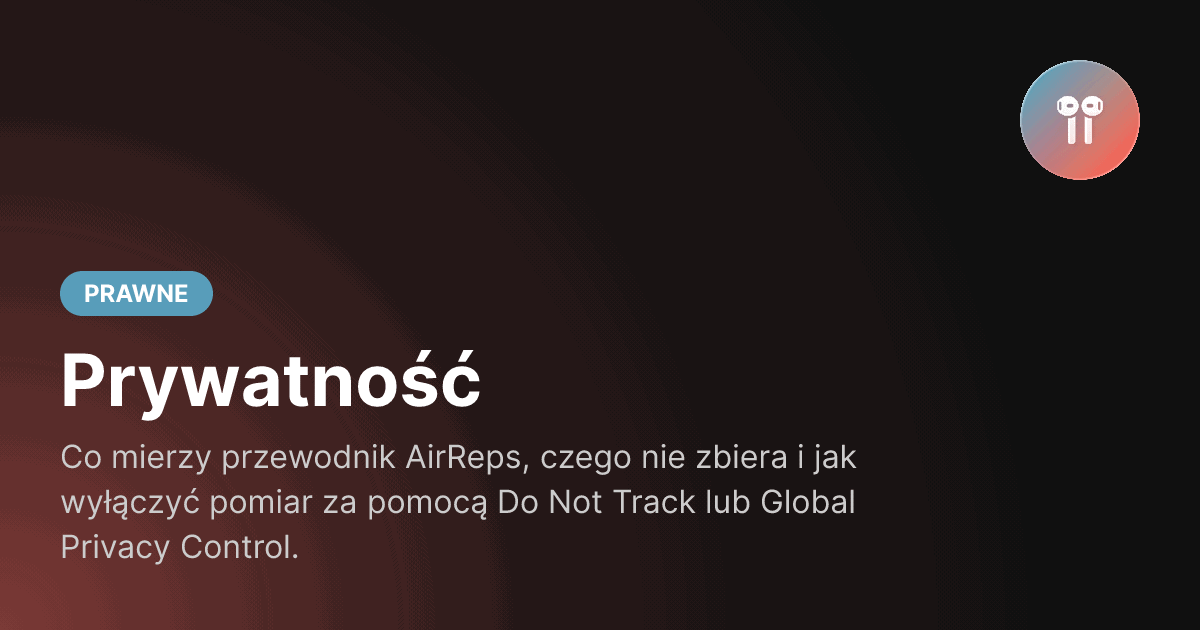 PRAWNE
Prywatność
Co mierzy przewodnik AirReps, czego nie zbiera i jak
wyłączyć pomiar za pomocą Do Not Track lub Global
Privacy Control.